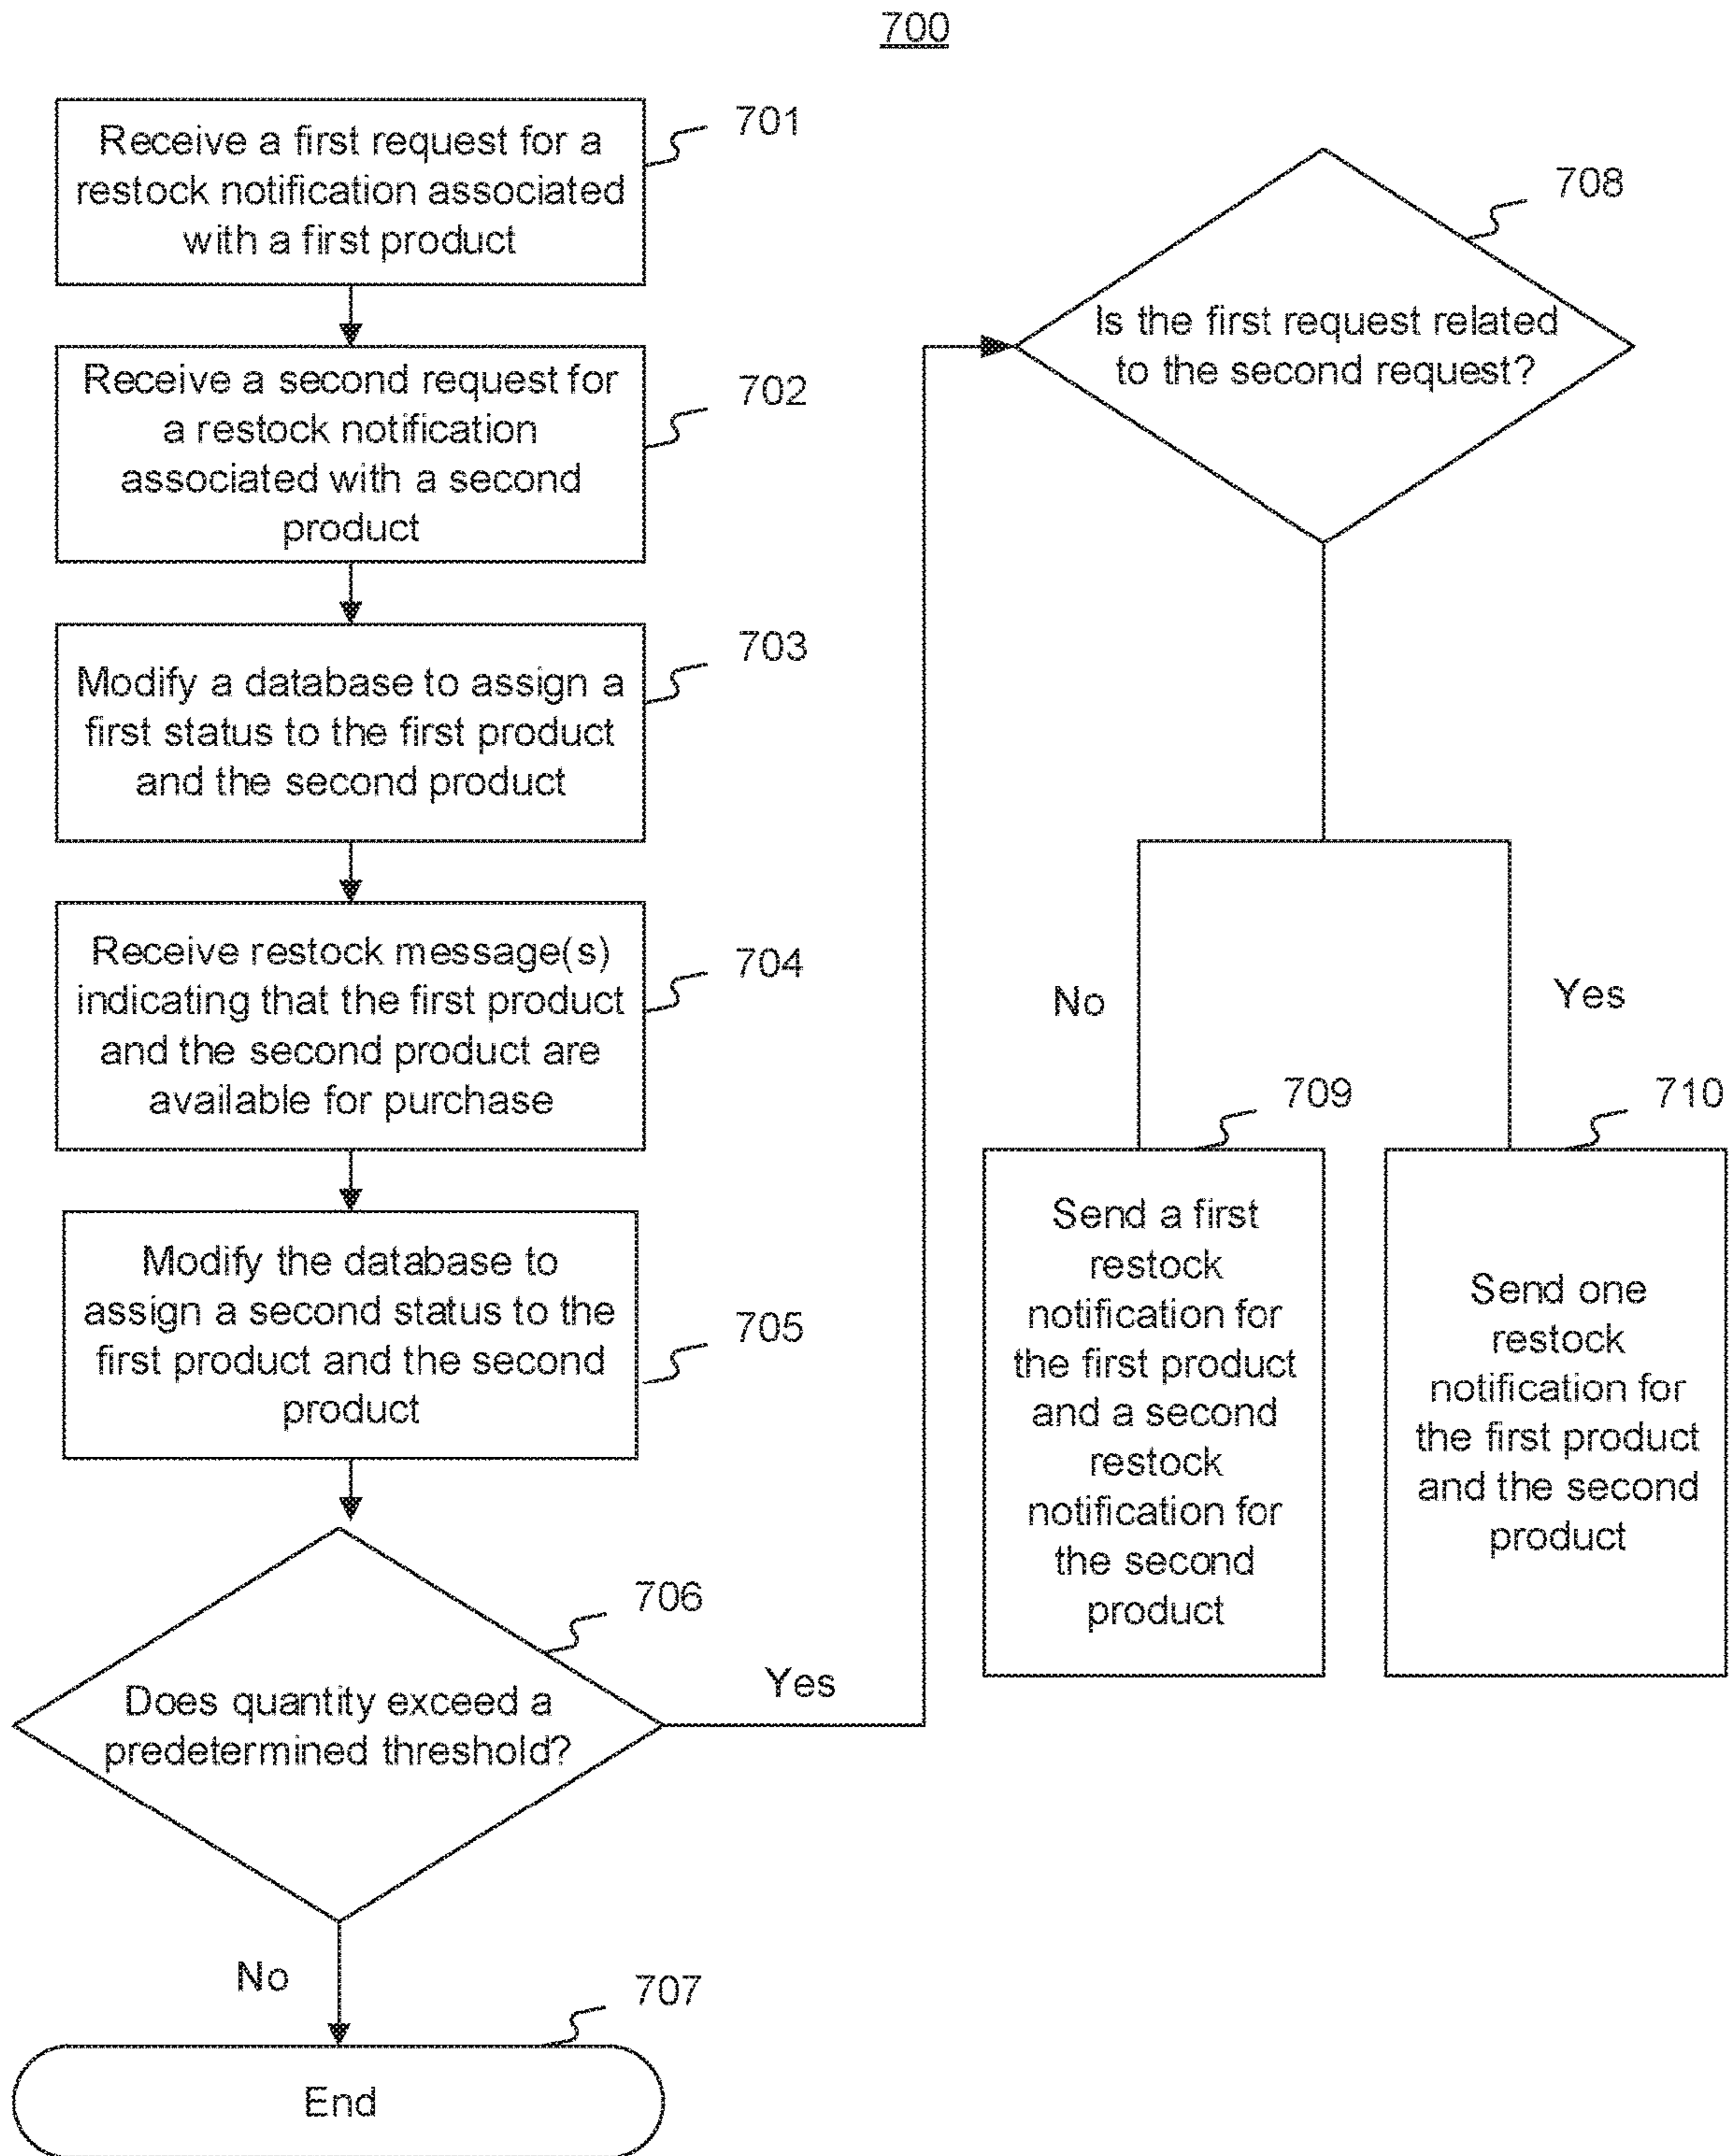 700
Receive a first request for a
restock notification associated
with a first product
701
Receive a second request for
a restock notification
associated with a second
product
702
Modify a database to assign a
first status to the first product
and the second product
703
Receive restock message(s)
indicating that the first product
and the second product are
available for purchase
704
Modify the database to
assign a second status to the
first product and the second
product
705
706
Does quantity exceed a
predetermined threshold?
Yes
No
707
End
708
Is the first request related
to the second request?
No
Yes
709
Send a first
restock
notification for
the first product
and a second
restock
notification for
the second
product
710
Send one
restock
notification for
the first product
and the second
product